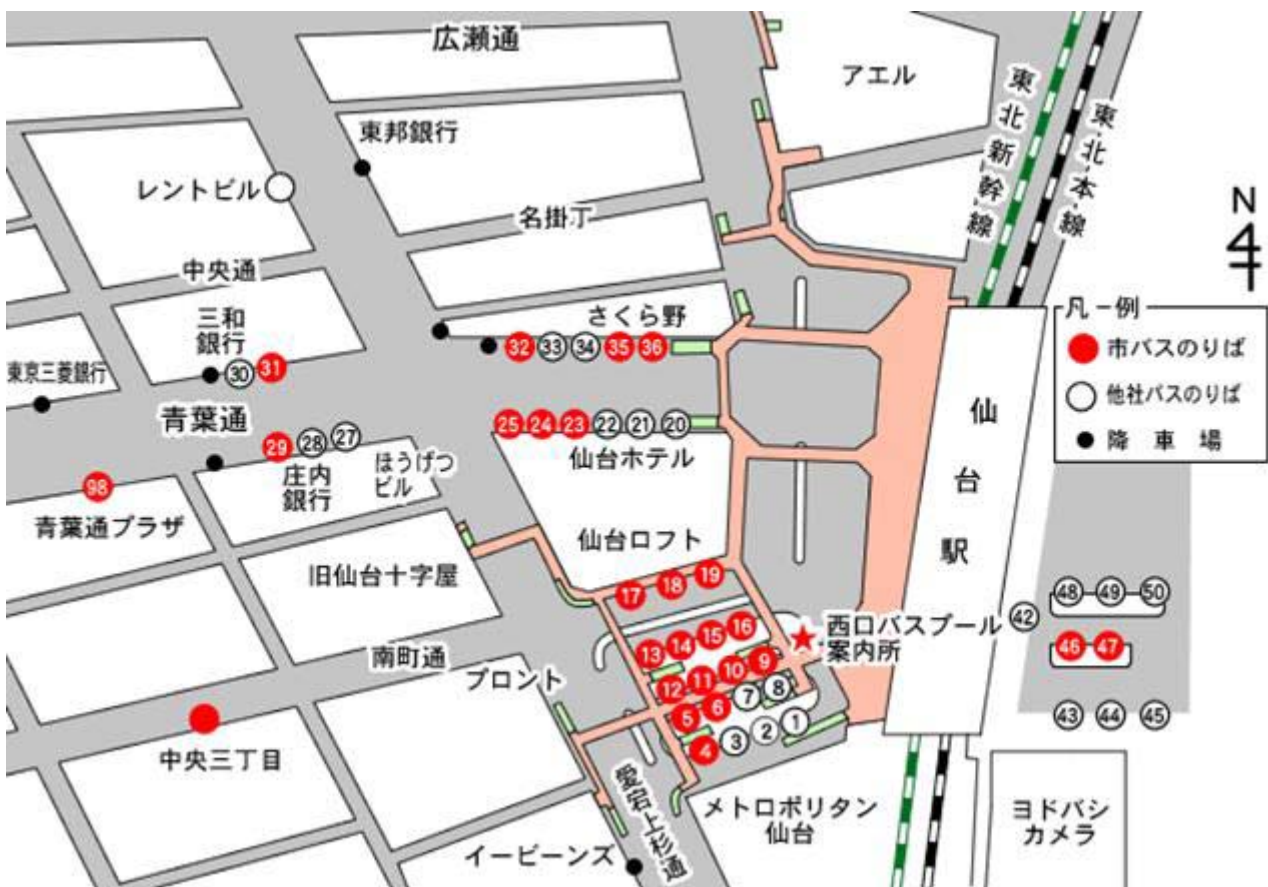 広瀬通
アエル
東北新幹線
東北本線
東邦銀行
レントビル
名掛丁
N
中央通
三和
銀行
さくら野
凡-例
市バスのりば
他社バスのりば
降車場
東京三菱銀行
30
31
32
33
34
35
36
青葉通
29
28
27
25
24
23
22
21
20
仙台ホテル
庄内
銀行
ほうげつ
ビル
98
青葉通プラザ
仙台駅
仙台ロフト
旧仙台十字屋
17
18
19
西口バスプール
案内所
42
48
49
50
13
14
15
16
46
47
南町通
ブロント
12
11
10
9
5
6
7
8
4
3
2
1
43
44
45
中央三丁目
愛宕上杉通
メトロポリタン
仙台
ヨドバシ
カメラ
イービーンズ